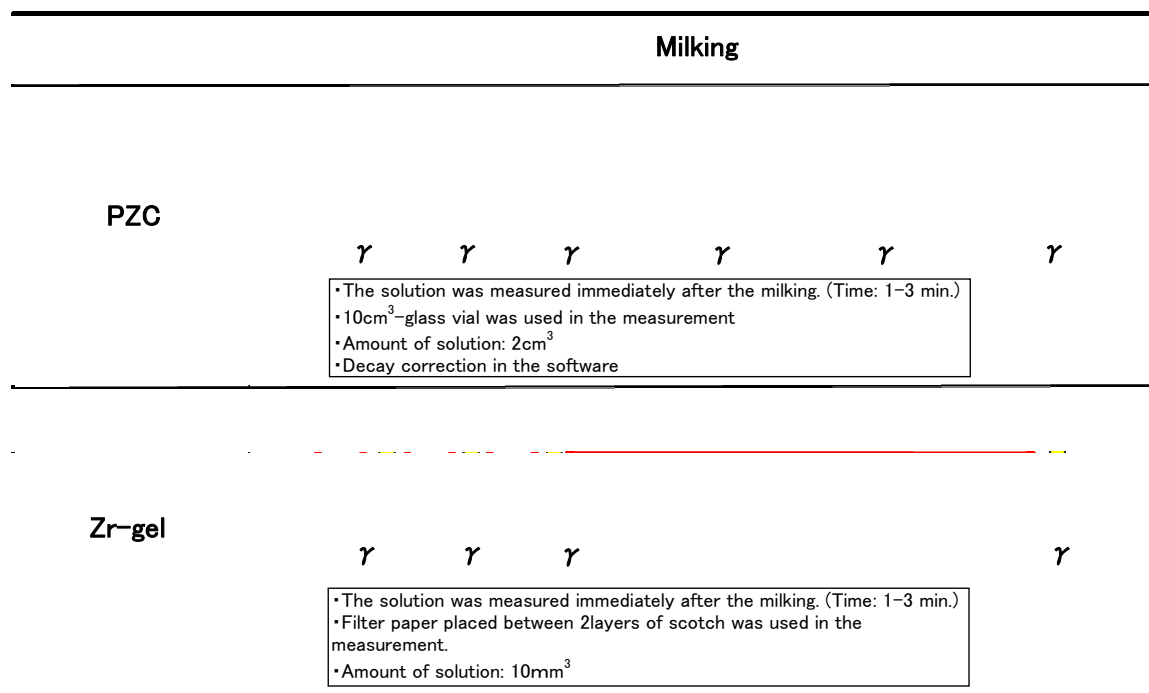 Milking
PZC
γ γ γ γ γ γ
・The solution was measured immediately after the milking. (Time: 1-3 min.)
・10cm³-glass vial was used in the measurement
・Amount of solution: 2cm³
・Decay correction in the software
Zr-gel
γ γ γ γ
・The solution was measured immediately after the milking. (Time: 1-3 min.)
・Filter paper placed between 2layers of scotch was used in the
measurement.
・Amount of solution: 10mm³